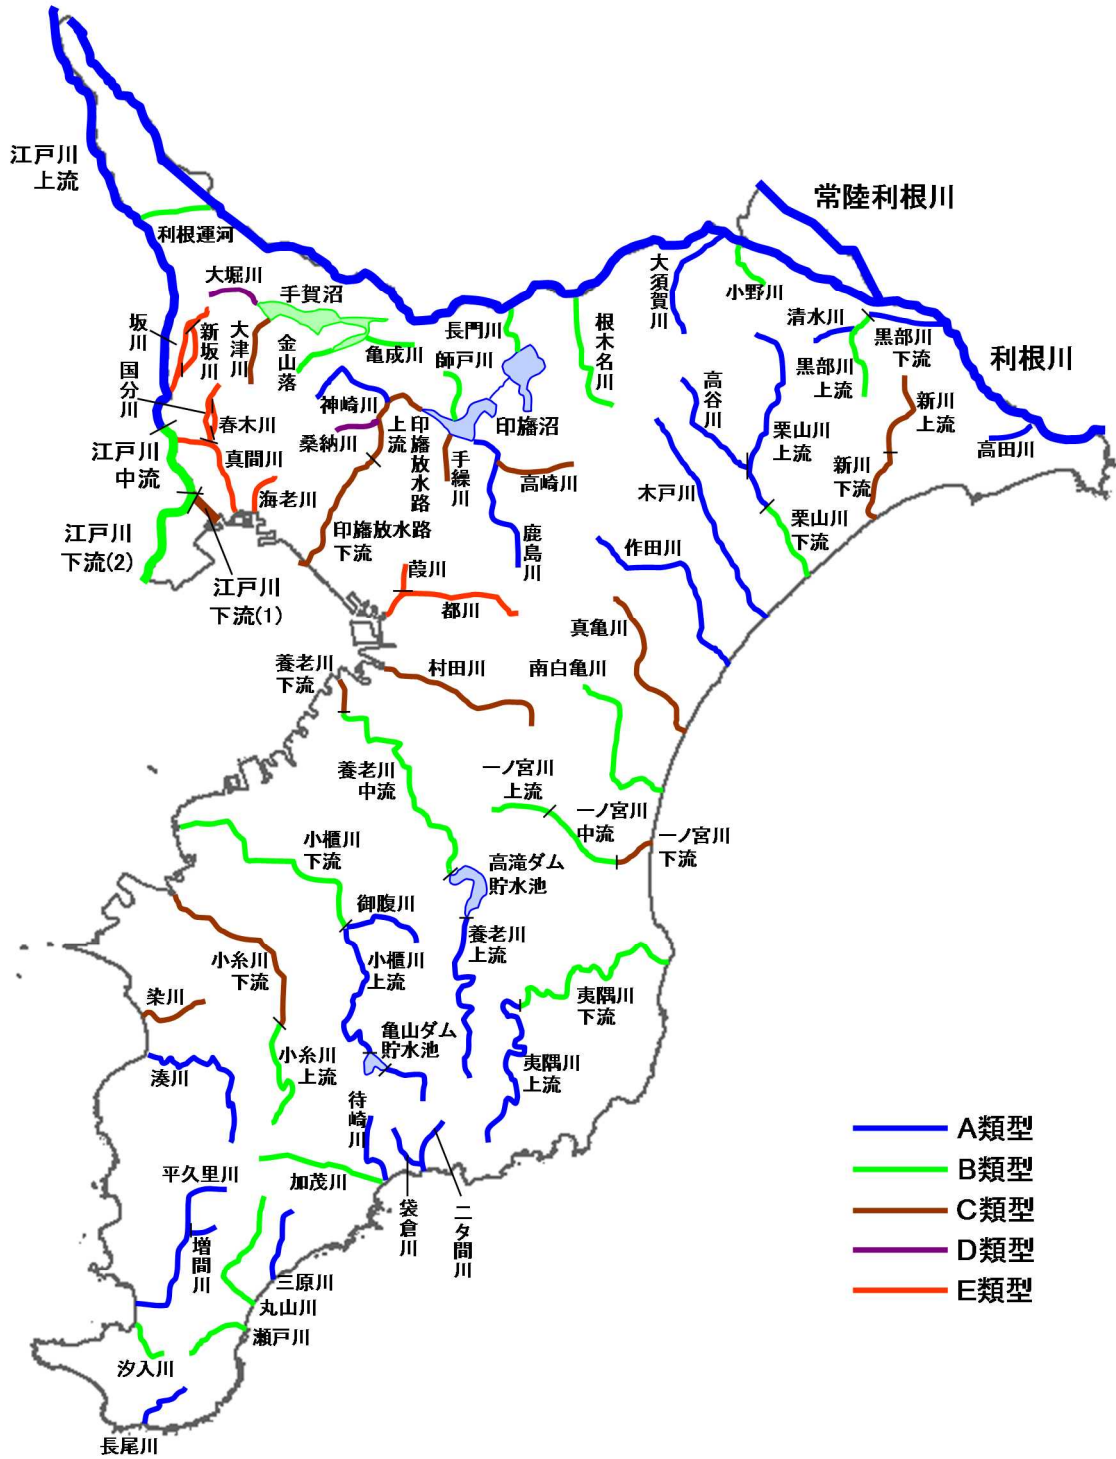 江戸川
上流
常陸利根川
利根運河
大須賀川
大堀川
手賀沼
小野川
坂川
新坂川
大津川
金山落
亀成川
長門川
師戸川
根木名川
清水川
黒部川
下流
利根川
国分川
黒部川
上流
神崎川
高谷川
新川
上流
春木川
桑納川
上流
印旛放水路
印旛沼
栗山川
上流
高田川
江戸川
中流
真間川
手繰川
高崎川
木戸川
新川
下流
海老川
江戸川
下流(2)
印旛放水路
下流
鹿島川
栗山川
下流
作田川
葭川
江戸川
下流(1)
都川
真亀川
養老川
下流
村田川
南白亀川
養老川
中流
一ノ宮川
上流
一ノ宮川
中流
一ノ宮川
下流
小櫃川
下流
高滝ダム
貯水池
御腹川
養老川
上流
小糸川
下流
小櫃川
上流
染川
夷隅川
下流
亀山ダム
貯水池
小糸川
上流
夷隅川
上流
湊川
待崎川
平久里川
加茂川
袋倉川
二タ間川
増間川
三原川
丸山川
瀬戸川
汐入川
長尾川
A類型
B類型
C類型
D類型
E類型